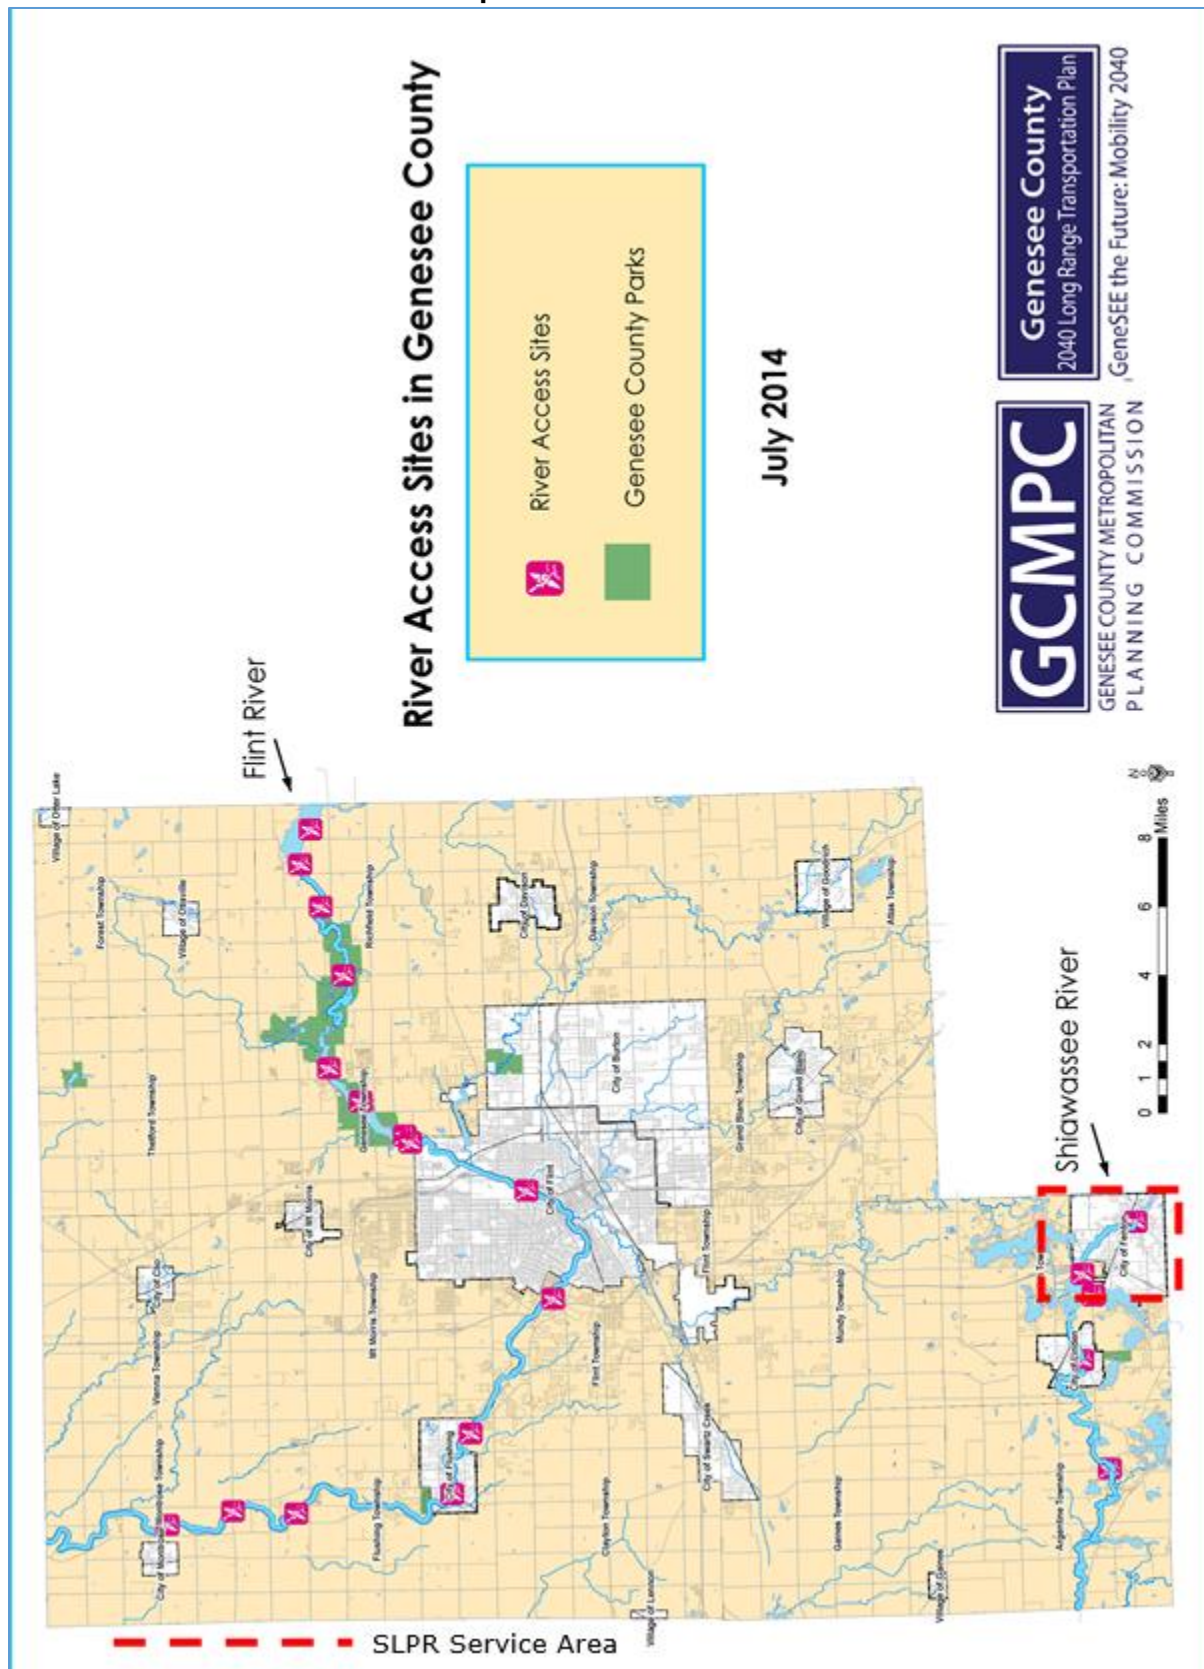 River Access Sites in Genesee County
River Access Sites
Genesee County Parks
July 2014
GCMPC
GENESEE COUNTY METROPOLITAN
PLANNING COMMISSION
Genesee County
2040 Long Range Transportation Plan
GeneSEE the Future: Mobility 2040
Flint River
Shiawassee River
Village of Otter Lake
Forest Township
Village of Otisville
Richfield Township
Thetford Township
Genesee Township
City of Mt Morris
City of Clio
Vienna Township
Mt Morris Township
Montrose Township
City of Montrose
Flushing Township
City of Flushing
City of Flint
City of Burton
City of Davison
Davison Township
Village of Goodrich
Atlas Township
Grand Blanc Township
City of Grand Blanc
Flint Township
Flint Township
Mundy Township
City of Swartz Creek
Clayton Township
Village of Lennon
Gaines Township
Village of Gaines
Argentine Township
City of Linden
City of Fenton
N
0 1 2 4 6 8
Miles
SLPR Service Area